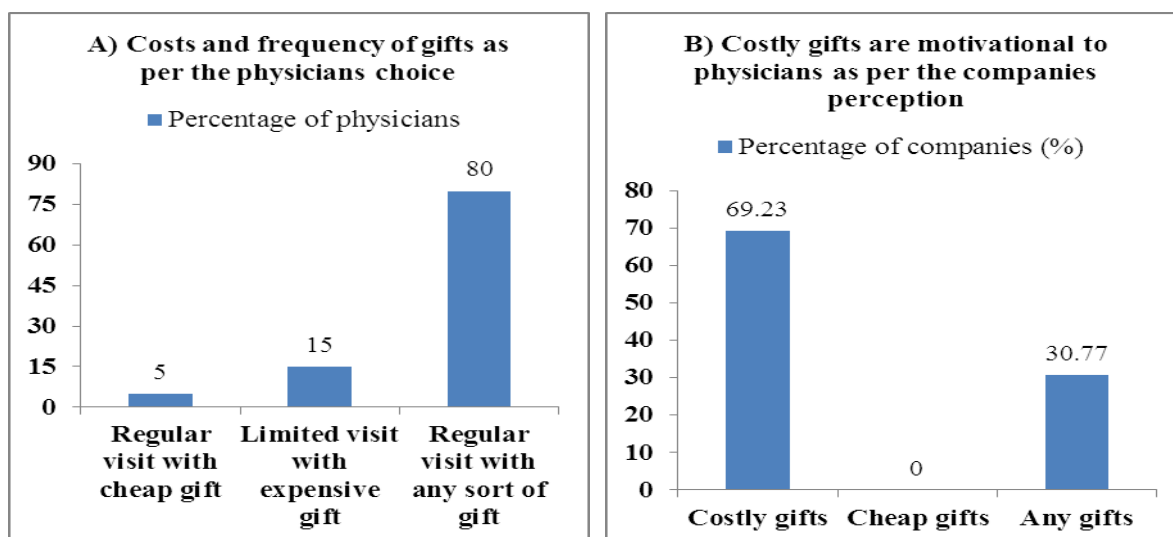 A) Costs and frequency of gifts as
per the physicians choice
Percentage of physicians
90
75
60
45
30
15
0
5
15
80
Regular
visit with
cheap gift
Limited visit
with
expensive
gift
Regular
visit with
any sort of
gift
B) Costly gifts are motivational to
physicians as per the companies
perception
Percentage of companies (%)
80
70
60
50
40
30
20
10
0
69.23
0
30.77
Costly gifts
Cheap gifts
Any gifts